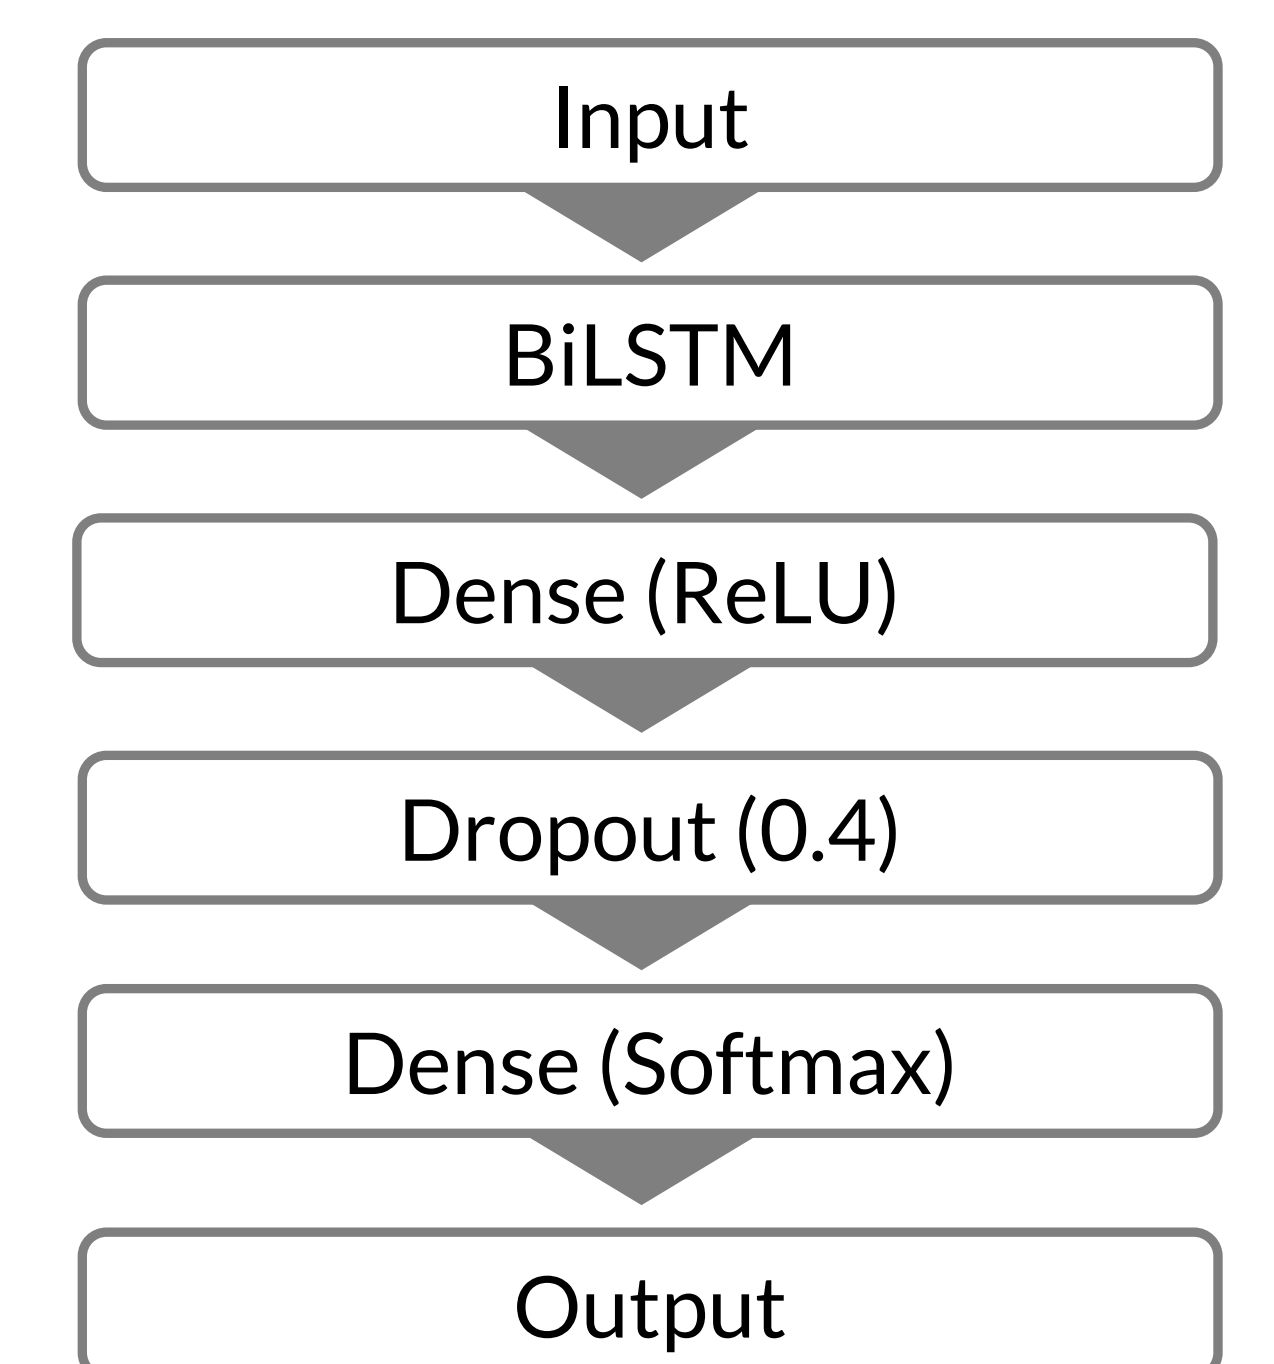 Input
BiLSTM
Dense (ReLU)
Dropout (0.4)
Dense (Softmax)
Output